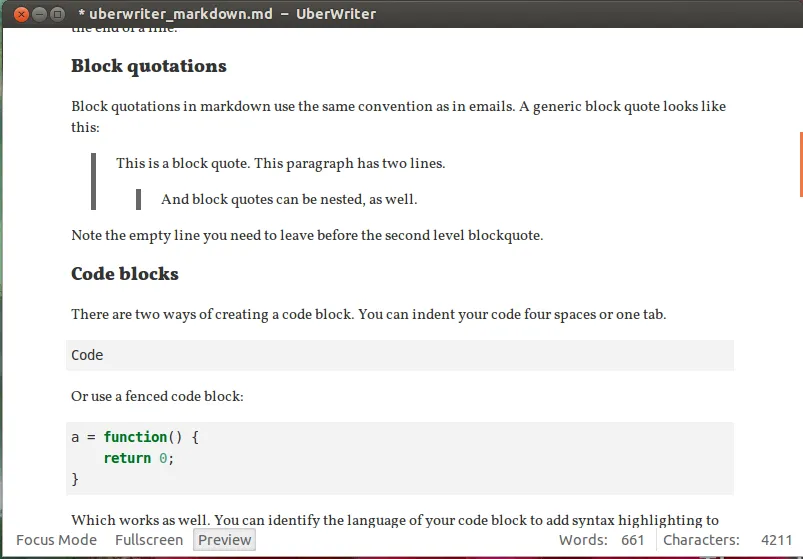 * uberwriter_markdown.md – UberWriter
the end of a line.
Block quotations
Block quotations in markdown use the same convention as in emails. A generic block quote looks like
this:
This is a block quote. This paragraph has two lines.
And block quotes can be nested, as well.
Note the empty line you need to leave before the second level blockquote.
Code blocks
There are two ways of creating a code block. You can indent your code four spaces or one tab.
Code
Or use a fenced code block:
a = function() {
    return 0;
}
Which works as well. You can identify the language of your code block to add syntax highlighting to
Focus Mode Fullscreen Preview Words: 661 Characters: 4211